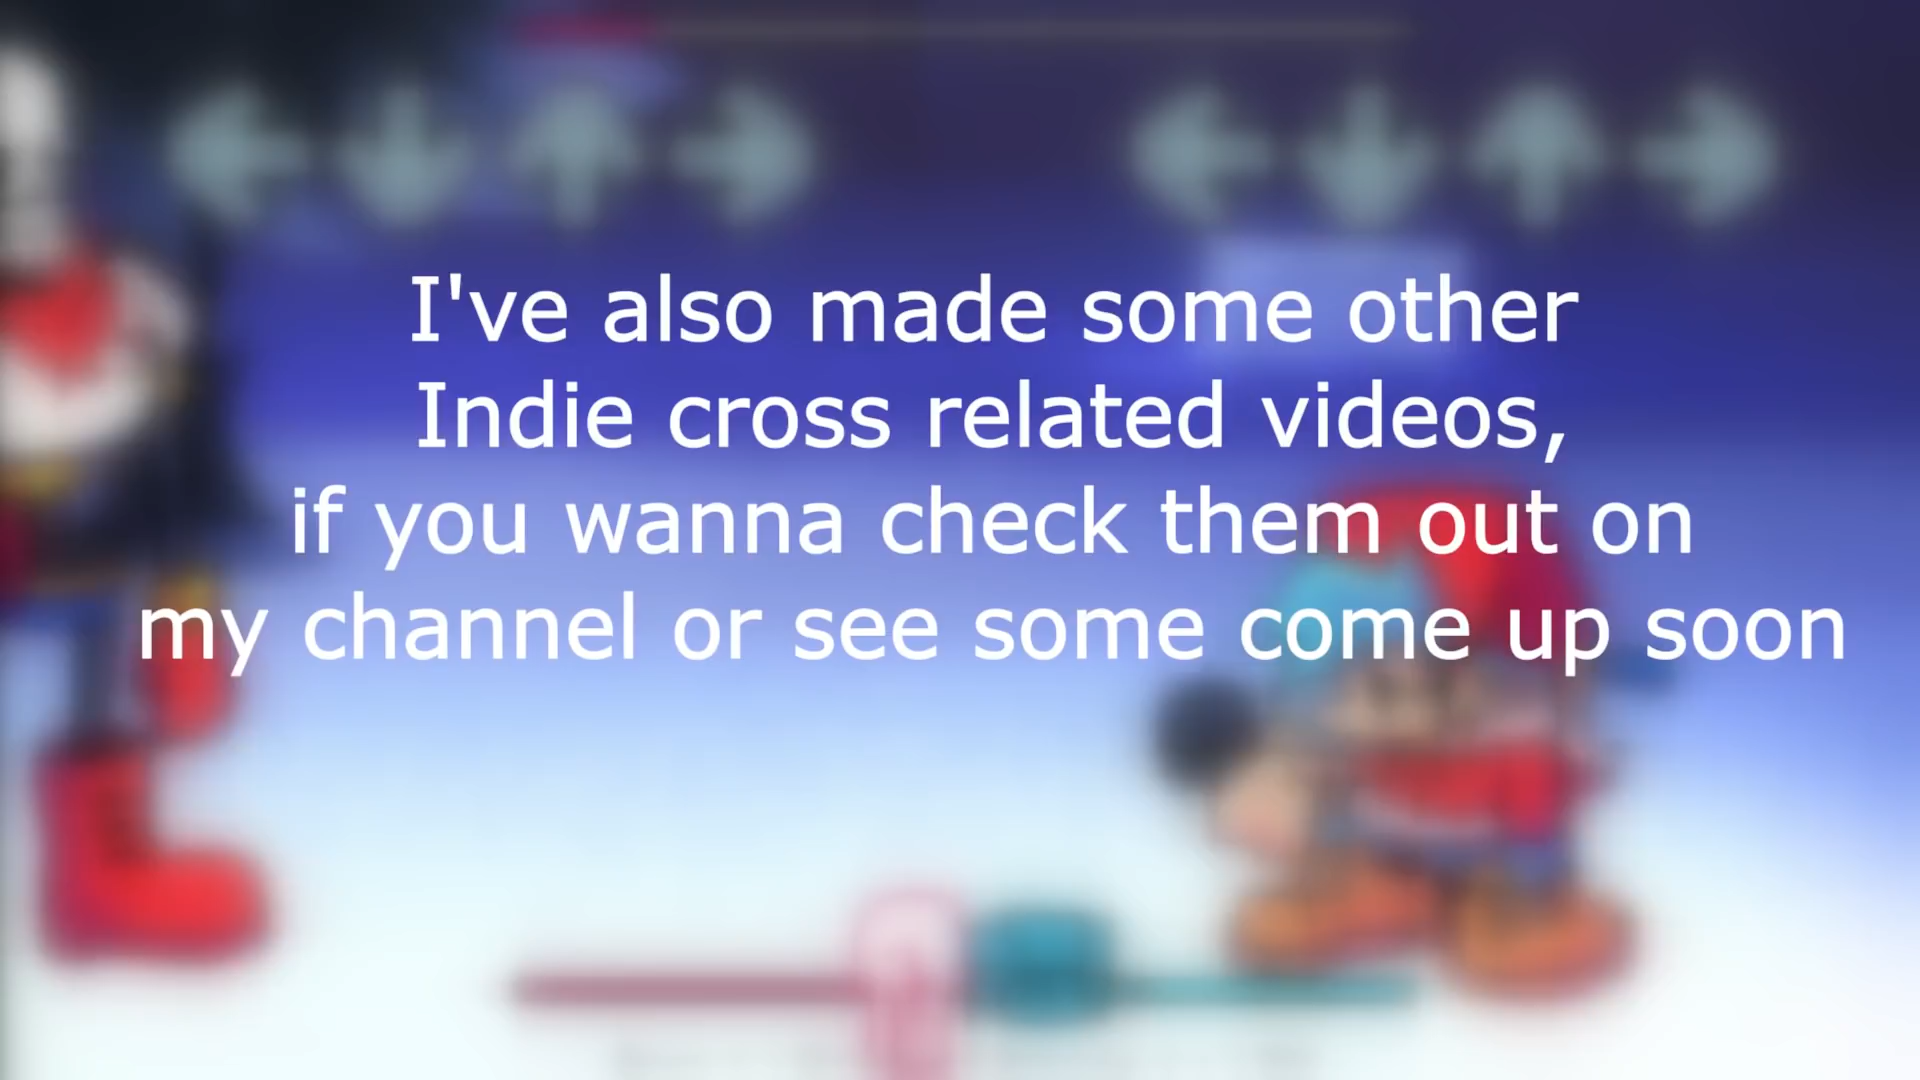 I've also made some other
Indie cross related videos,
if you wanna check them out on
my channel or see some come up soon